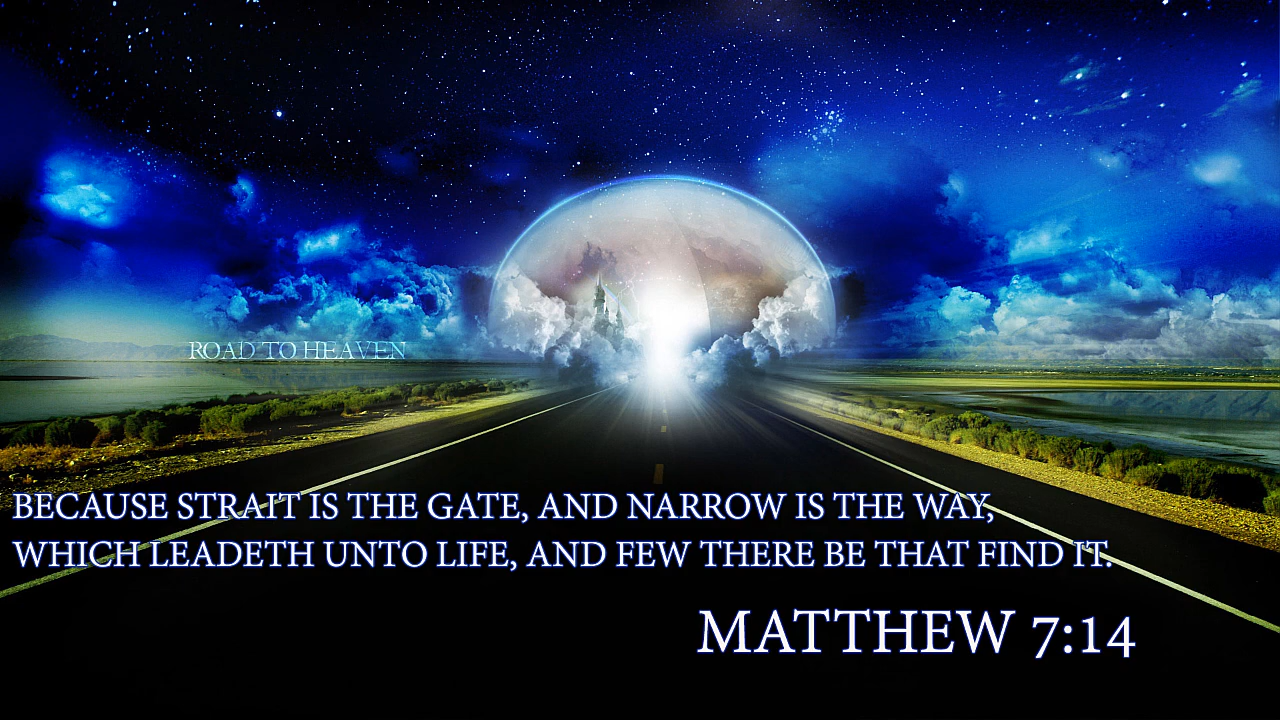 ROAD TO HEAVEN
BECAUSE STRAIT IS THE GATE, AND NARROW IS THE WAY,
WHICH LEADETH UNTO LIFE, AND FEW THERE BE THAT FIND IT.
MATTHEW 7:14